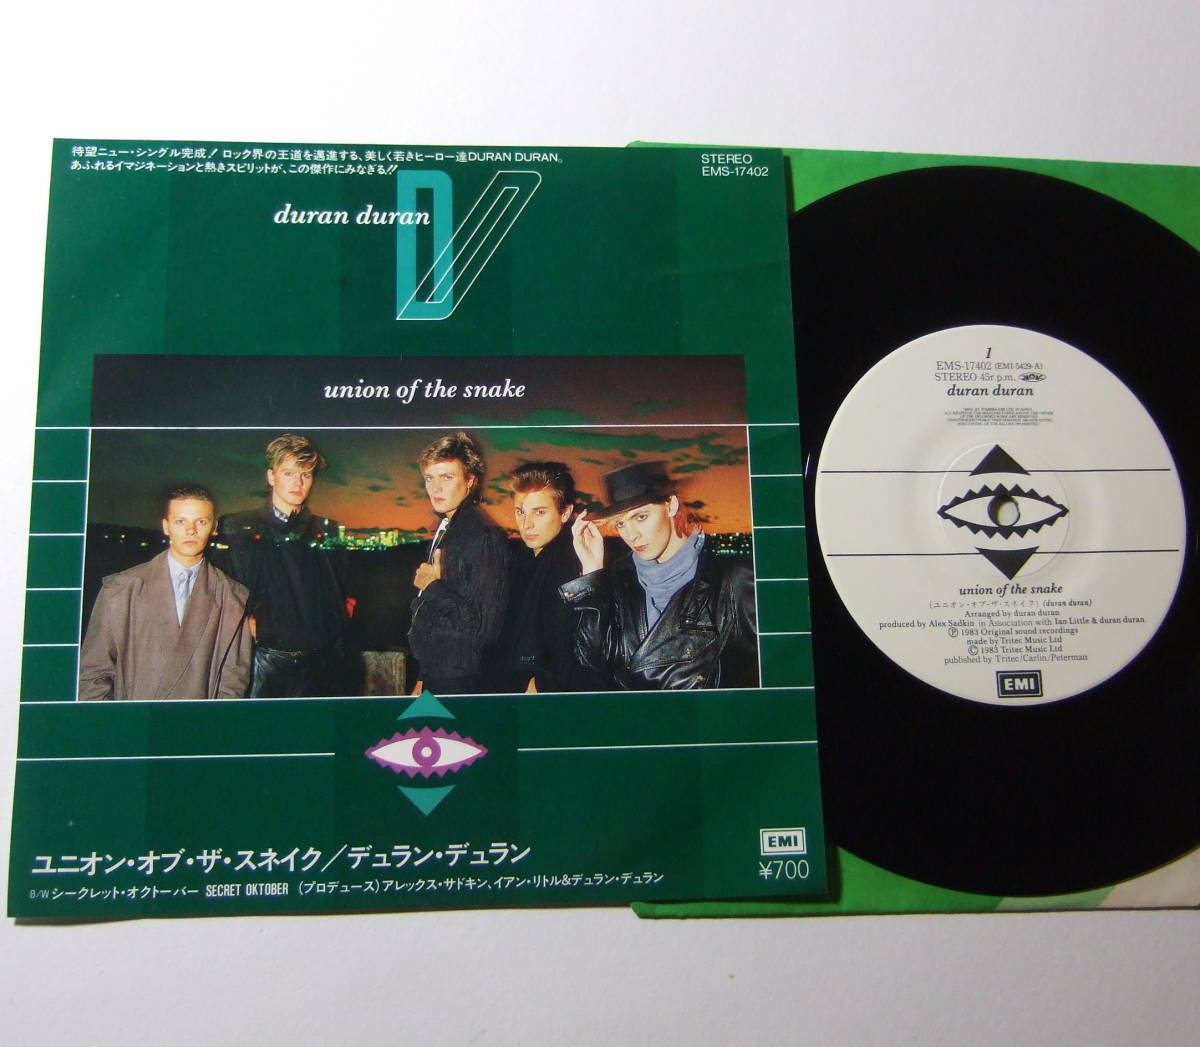 待望ニュー・シングル完成! ロック界の王道を邁進する、美しく若きヒーロー達DURAN DURAN。
あふれるイマジネーションと熱きスピリットが、この傑作にみなぎる!!
STEREO
EMS-17402
duran duran
union of the snake
ユニオン・オブ・ザ・スネイク/デュラン・デュラン
B/W シークレット・オクトーバー SECRET OKTOBER (プロデュース)アレックス・サドキン、イアン・リトル&デュラン・デュラン
EMI
¥700
1
EMS-17402 (EMI-5429-A)
STEREO 45r.p.m.
duran duran
union of the snake
(ユニオン・オブ・ザ・スネイク) (duran duran)
Arranged by duran duran
produced by Alex Sadkin in Association with Ian Little & duran duran
Ⓟ 1983 Original sound recordings
made by Tritec Music Ltd
© 1983 Tritec Music Ltd
published by Tritec/Carlin/Peterman
EMI